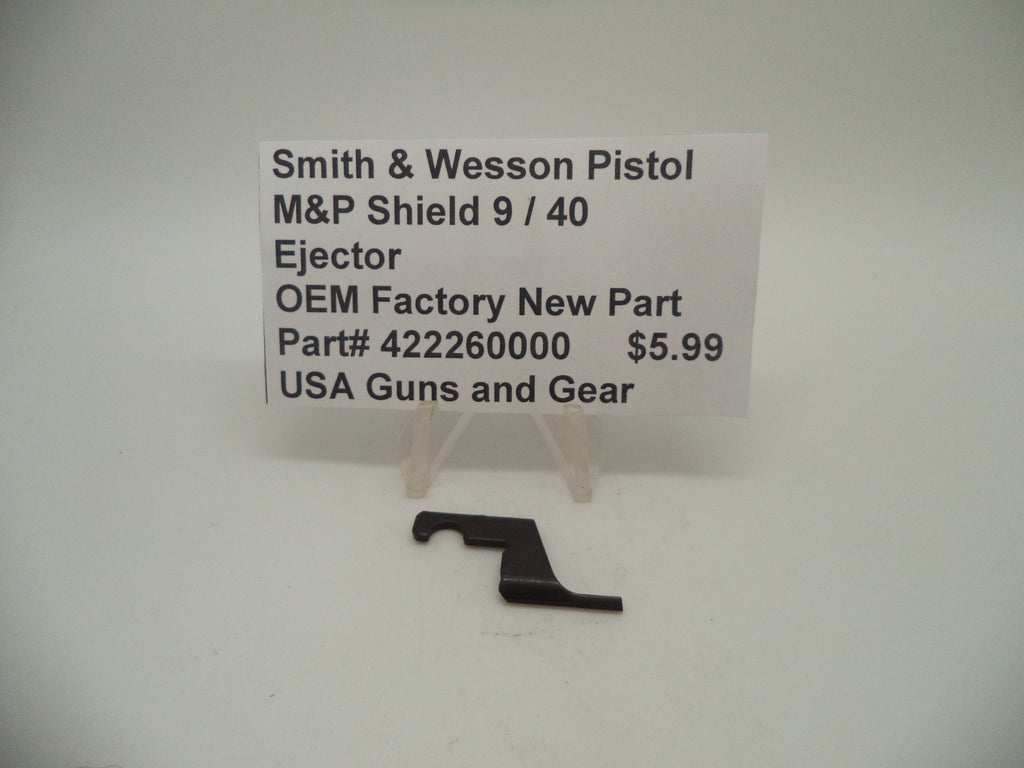 Smith & Wesson Pistol
M&P Shield 9 / 40
Ejector
OEM Factory New Part
Part# 422260000 $5.99
USA Guns and Gear